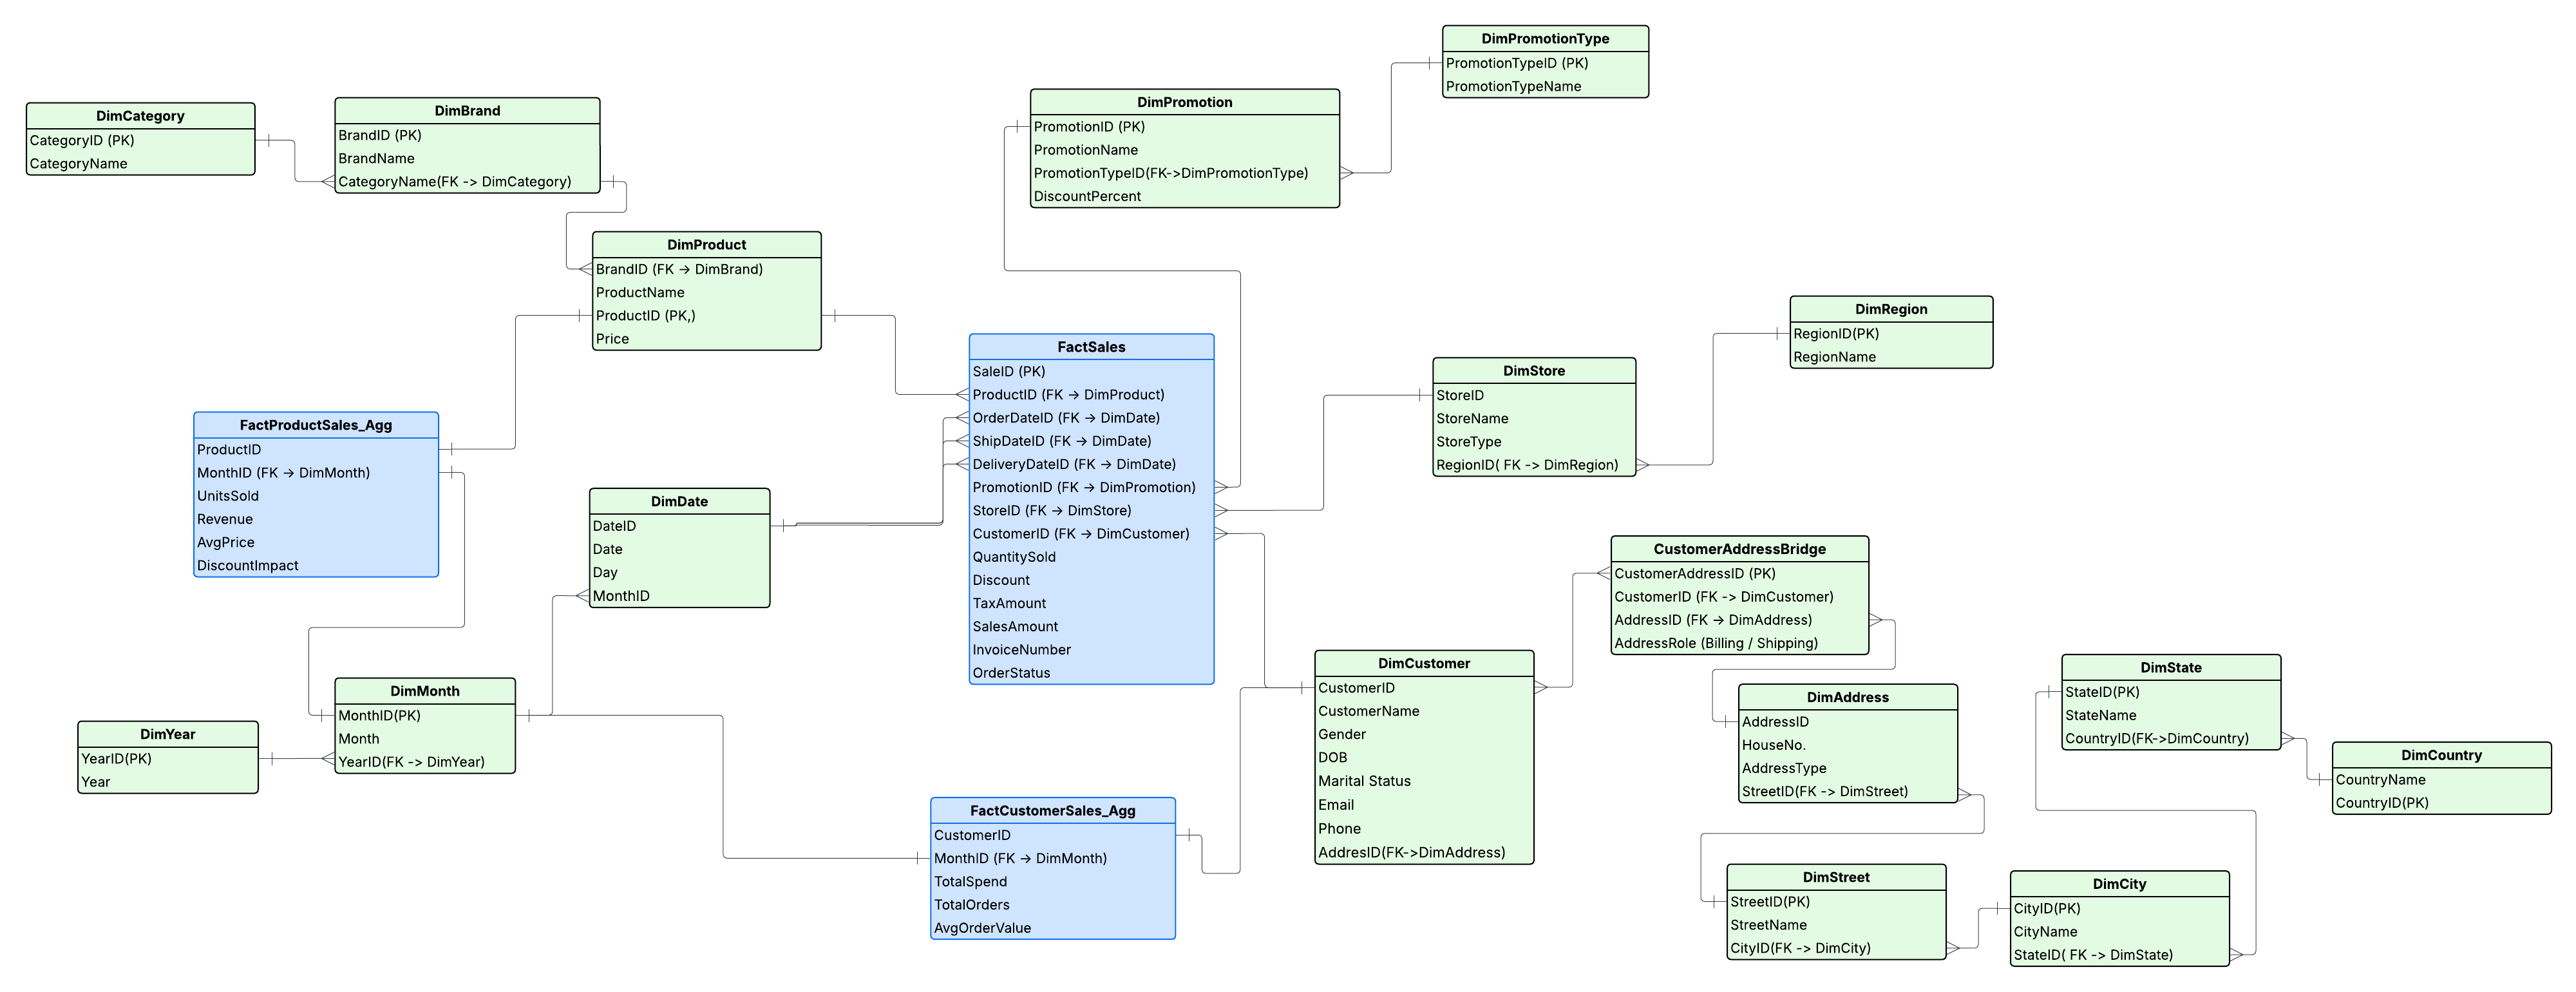 DimPromotionType
PromotionTypeID (PK)
PromotionTypeName
DimPromotion
PromotionID (PK)
PromotionName
PromotionTypeID(FK->DimPromotionType)
DiscountPercent
DimCategory
CategoryID (PK)
CategoryName
DimBrand
BrandID (PK)
BrandName
CategoryName(FK -> DimCategory)
DimProduct
BrandID (FK → DimBrand)
ProductName
ProductID (PK,)
Price
DimRegion
RegionID(PK)
RegionName
FactSales
SaleID (PK)
ProductID (FK → DimProduct)
OrderDateID (FK → DimDate)
ShipDateID (FK → DimDate)
DeliveryDateID (FK → DimDate)
PromotionID (FK → DimPromotion)
StoreID (FK → DimStore)
CustomerID (FK → DimCustomer)
QuantitySold
Discount
TaxAmount
SalesAmount
InvoiceNumber
OrderStatus
DimStore
StoreID
StoreName
StoreType
RegionID( FK -> DimRegion)
FactProductSales_Agg
ProductID
MonthID (FK → DimMonth)
UnitsSold
Revenue
AvgPrice
DiscountImpact
DimDate
DateID
Date
Day
MonthID
CustomerAddressBridge
CustomerAddressID (PK)
CustomerID (FK -> DimCustomer)
AddressID (FK → DimAddress)
AddressRole (Billing / Shipping)
DimCustomer
CustomerID
CustomerName
Gender
DOB
Marital Status
Email
Phone
AddresID(FK->DimAddress)
DimState
StateID(PK)
StateName
CountryID(FK->DimCountry)
DimMonth
MonthID(PK)
Month
YearID(FK -> DimYear)
DimAddress
AddressID
HouseNo.
AddressType
StreetID(FK -> DimStreet)
DimYear
YearID(PK)
Year
DimCountry
CountryName
CountryID(PK)
FactCustomerSales_Agg
CustomerID
MonthID (FK → DimMonth)
TotalSpend
TotalOrders
AvgOrderValue
DimStreet
StreetID(PK)
StreetName
CityID(FK -> DimCity)
DimCity
CityID(PK)
CityName
StateID( FK -> DimState)